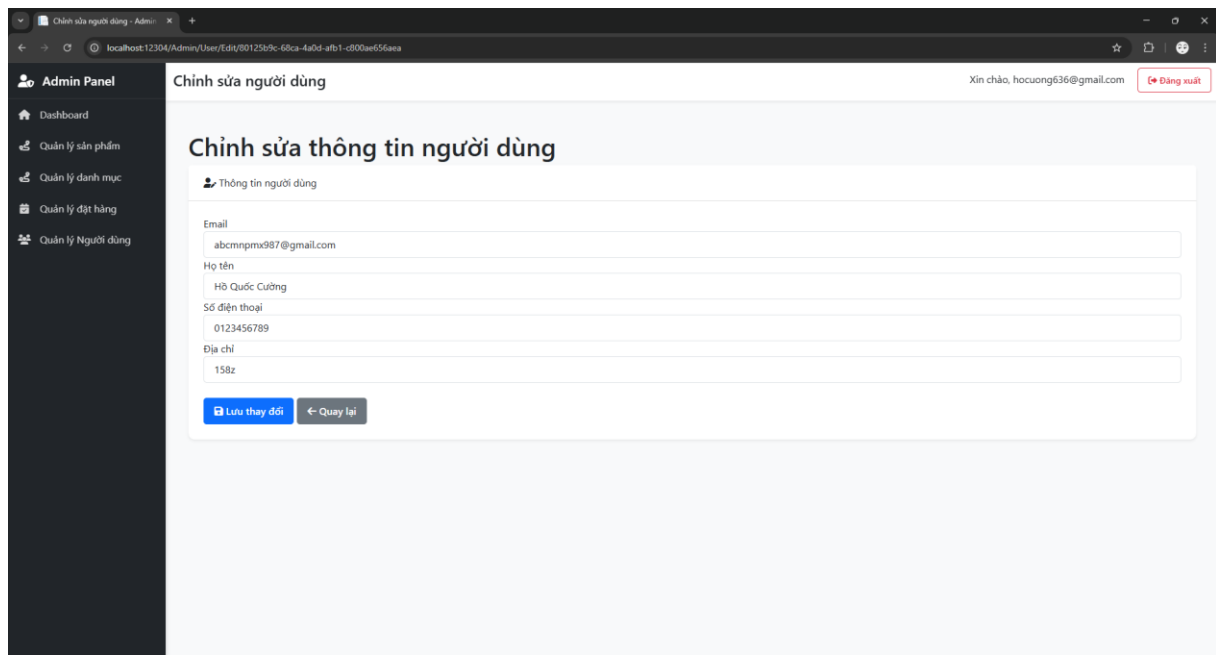 Chỉnh sửa người dùng - Admin
localhost:12304/Admin/User/Edit/80125b9c-68ca-4a0d-afb1-c800ae656aea
Admin Panel
Chỉnh sửa người dùng
Xin chào, hocuong636@gmail.com
Đăng xuất
Dashboard
Quản lý sản phẩm
Quản lý danh mục
Quản lý đặt hàng
Quản lý Người dùng
Chỉnh sửa thông tin người dùng
Thông tin người dùng
Email
abcmnpmx987@gmail.com
Họ tên
Hồ Quốc Cường
Số điện thoại
0123456789
Địa chỉ
158z
Lưu thay đổi
Quay lại